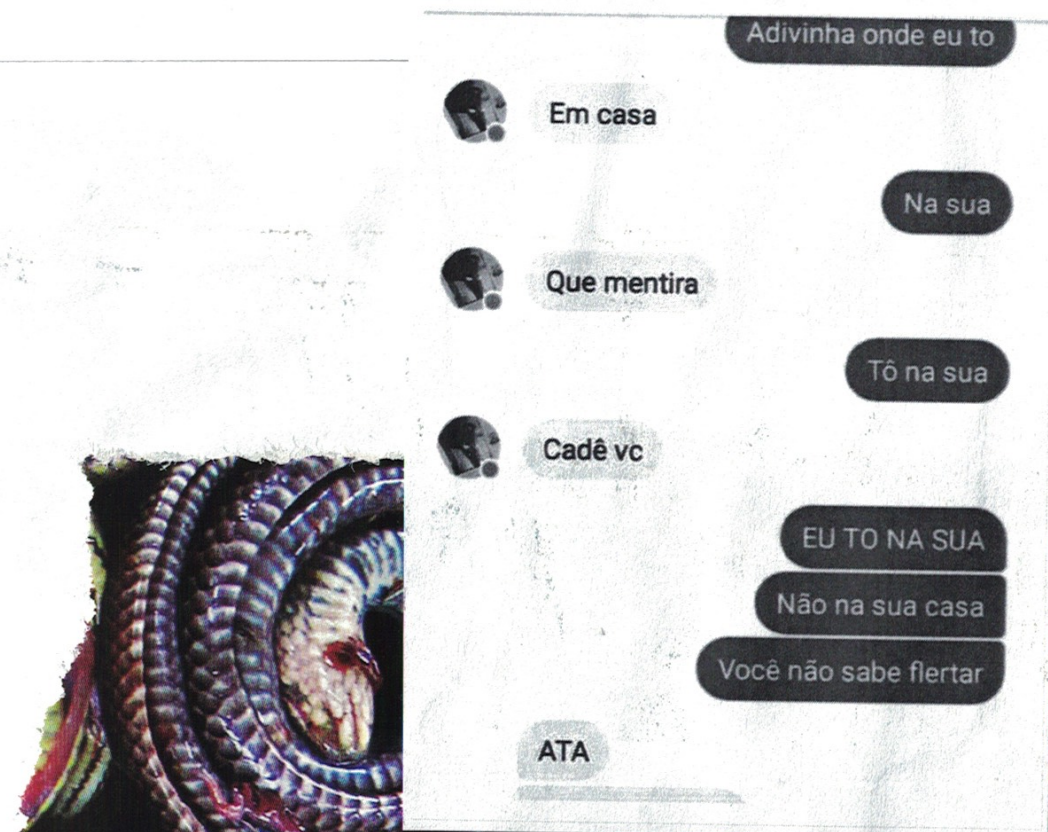 Adivinha onde eu to
Em casa
Na sua
Que mentira
Tô na sua
Cadê vc
EU TO NA SUA
Não na sua casa
Você não sabe flertar
ATA